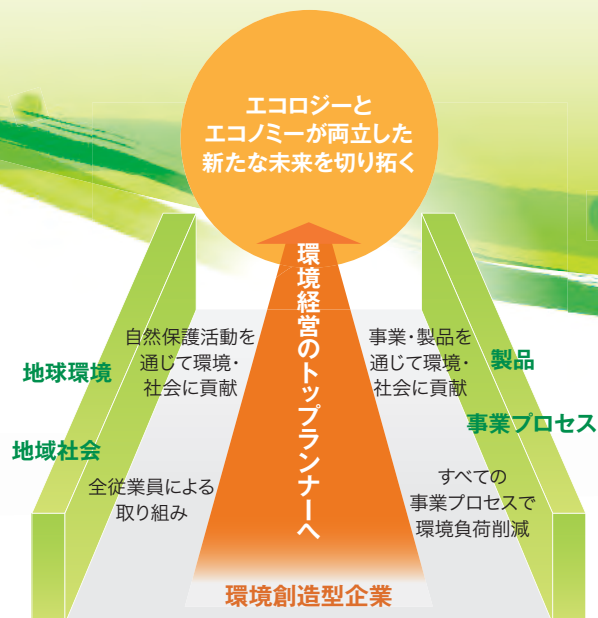 エコロジーと
エコノミーが両立した
新たな未来を切り拓く
環境経営のトップランナーへ
地球環境
地域社会
自然保護活動を
通じて環境・
社会に貢献
全従業員による
取り組み
事業・製品を
通じて環境・
社会に貢献
製品
事業プロセス
すべての
事業プロセスで
環境負荷削減
環境創造型企業